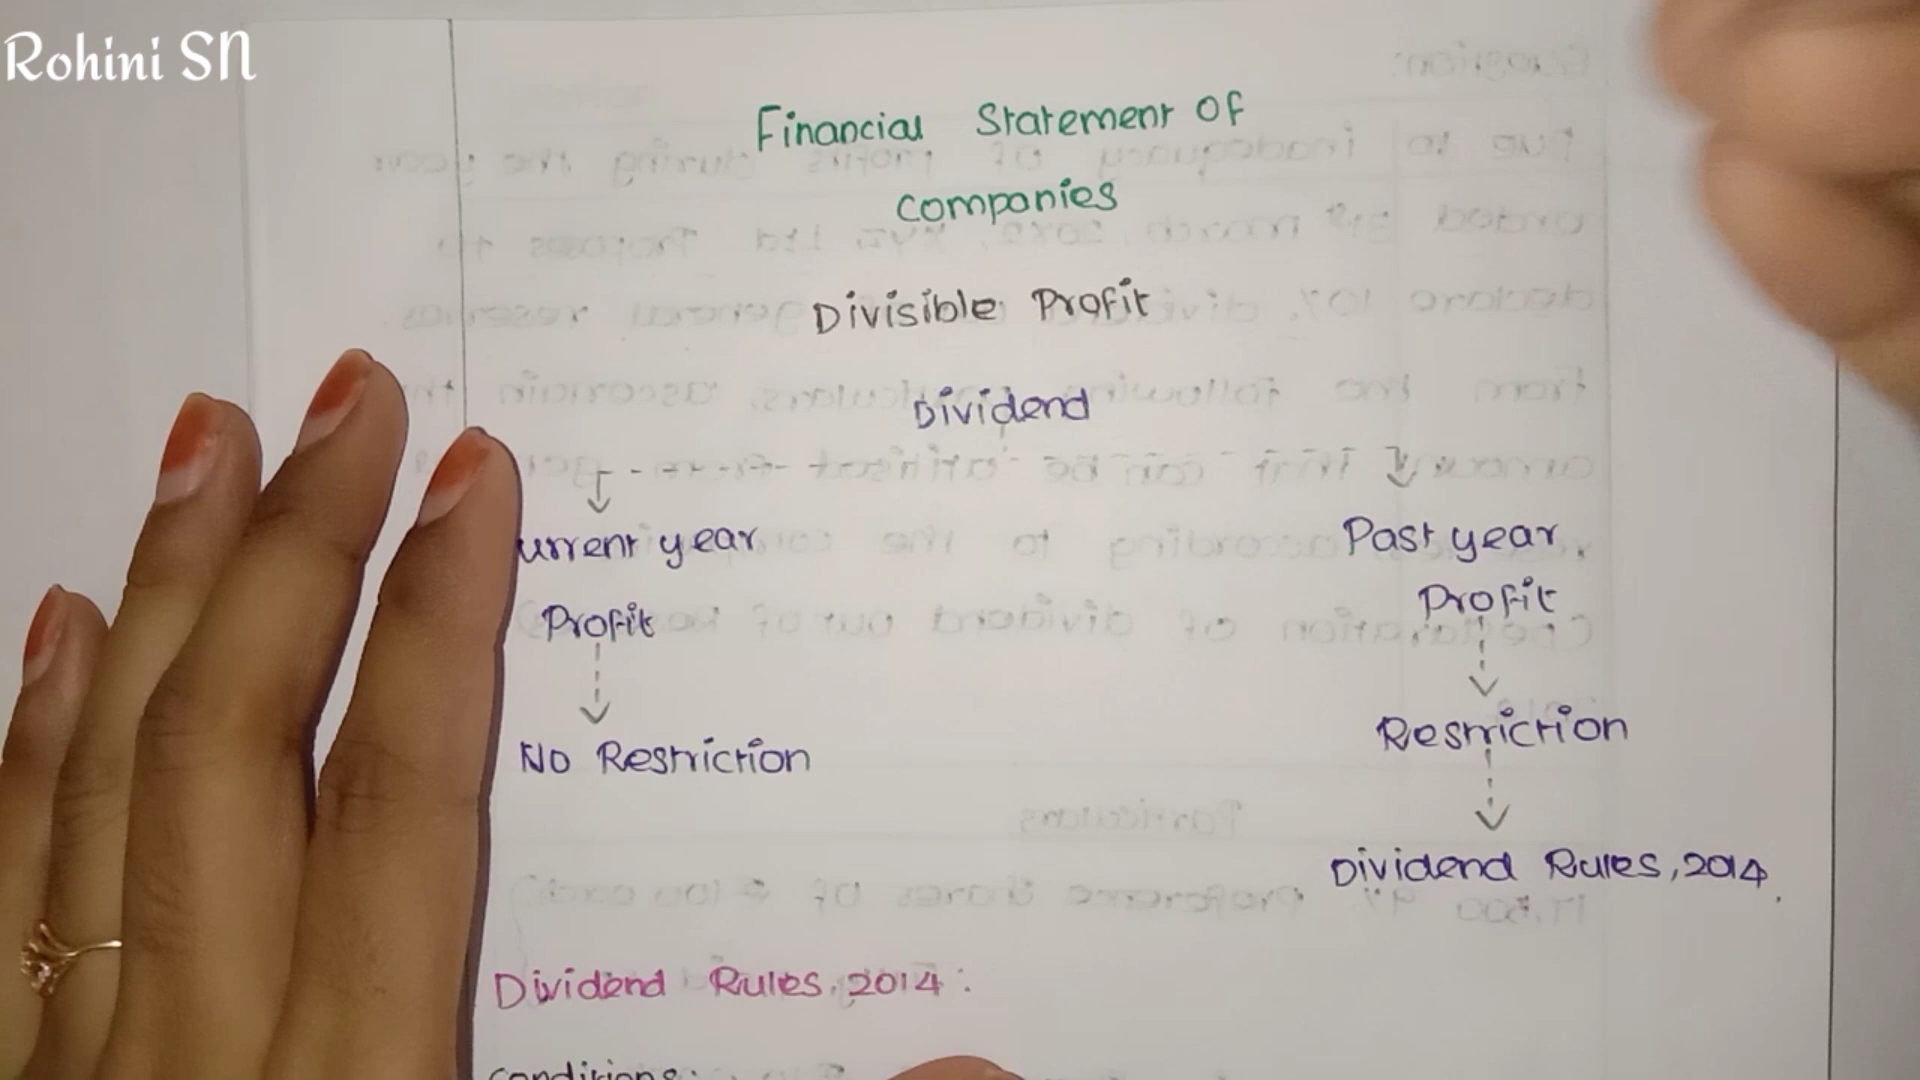 Rohini SN
Financial Statement Of
Companies
Divisible Profit
Dividend
urrent year
Past year
Profit
Profit
No Restriction
Restriction
Dividend Rules, 2014
Dividend Rules, 2014 :
Conditions: